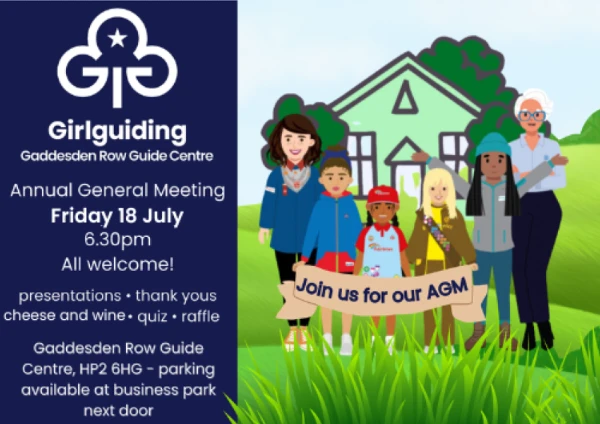 Girlguiding
Gaddesden Row Guide Centre
Annual General Meeting
Friday 18 July
6.30pm
All welcome!
presentations • thank yous
cheese and wine • quiz • raffle
Gaddesden Row Guide
Centre, HP2 6HG - parking
available at business park
next door
Join us for our AGM